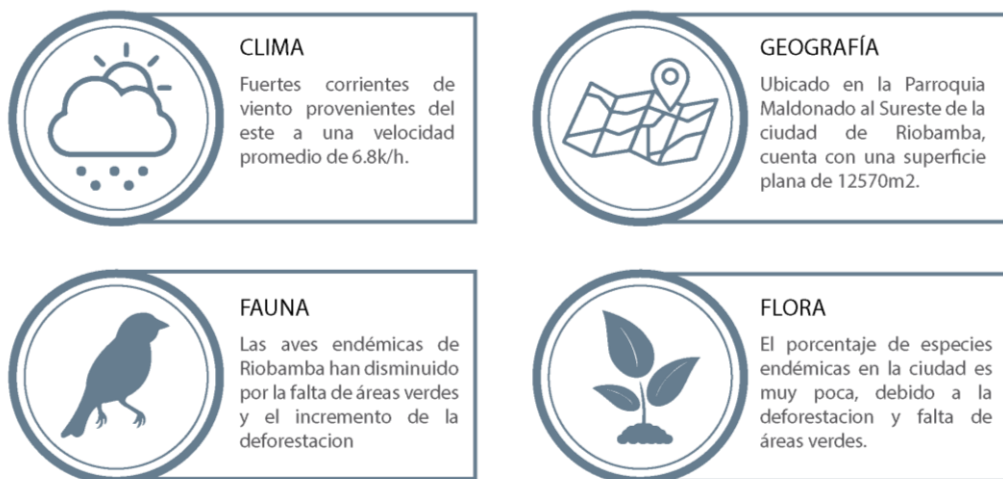 CLIMA
Fuertes corrientes de
viento provenientes del
este a una velocidad
promedio de 6.8k/h.
GEOGRAFÍA
Ubicado en la Parroquia
Maldonado al Sureste de la
ciudad de Riobamba,
cuenta con una superficie
plana de 12570m2.
FAUNA
Las aves endémicas de
Riobamba han disminuido
por la falta de áreas verdes
y el incremento de la
deforestacion
FLORA
El porcentaje de especies
endémicas en la ciudad es
muy poca, debido a la
deforestacion y falta de
áreas verdes.